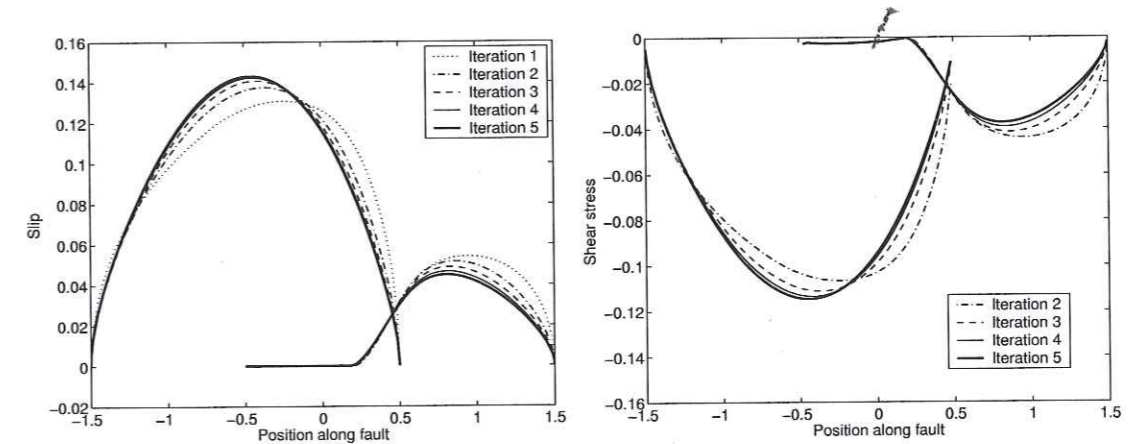 0.16
0.14
0.12
0.1
0.08
0.06
0.04
0.02
0
−0.02
Slip
−1.5 −1 −0.5 0 0.5 1 1.5
Position along fault
Iteration 1
Iteration 2
Iteration 3
Iteration 4
Iteration 5
0
−0.02
−0.04
−0.06
−0.08
−0.1
−0.12
−0.14
−0.16
Shear stress
−1.5 −1 −0.5 0 0.5 1 1.5
Position along fault
Iteration 2
Iteration 3
Iteration 4
Iteration 5